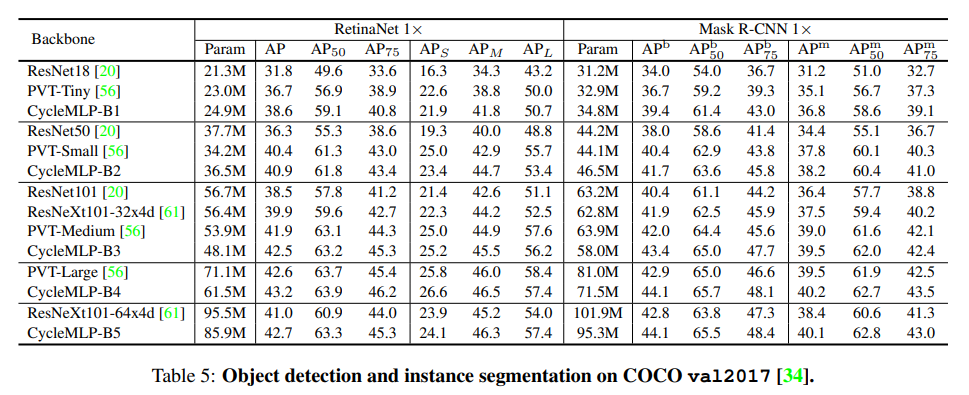 Backbone RetinaNet 1× Mask R-CNN 1×
Param AP AP50 AP75 APS APM APL Param APb APb50 APb75 APm APm50 APm75
ResNet18 [20] 21.3M 31.8 49.6 33.6 16.3 34.3 43.2 31.2M 34.0 54.0 36.7 31.2 51.0 32.7
PVT-Tiny [56] 23.0M 36.7 56.9 38.9 22.6 38.8 50.0 32.9M 36.7 59.2 39.3 35.1 56.7 37.3
CycleMLP-B1 24.9M 38.6 59.1 40.8 21.9 41.8 50.7 34.8M 39.4 61.4 43.0 36.8 58.6 39.1
ResNet50 [20] 37.7M 36.3 55.3 38.6 19.3 40.0 48.8 44.2M 38.0 58.6 41.4 34.4 55.1 36.7
PVT-Small [56] 34.2M 40.4 61.3 43.0 25.0 42.9 55.7 44.1M 40.4 62.9 43.8 37.8 60.1 40.3
CycleMLP-B2 36.5M 40.9 61.8 43.4 23.4 44.7 53.4 46.5M 41.7 63.6 45.8 38.2 60.4 41.0
ResNet101 [20] 56.7M 38.5 57.8 41.2 21.4 42.6 51.1 63.2M 40.4 61.1 44.2 36.4 57.7 38.8
ResNeXt101-32x4d [61] 56.4M 39.9 59.6 42.7 22.3 44.2 52.5 62.8M 41.9 62.5 45.9 37.5 59.4 40.2
PVT-Medium [56] 53.9M 41.9 63.1 44.3 25.0 44.9 57.6 63.9M 42.0 64.4 45.6 39.0 61.6 42.1
CycleMLP-B3 48.1M 42.5 63.2 45.3 25.2 45.5 56.2 58.0M 43.4 65.0 47.7 39.5 62.0 42.4
PVT-Large [56] 71.1M 42.6 63.7 45.4 25.8 46.0 58.4 81.0M 42.9 65.0 46.6 39.5 61.9 42.5
CycleMLP-B4 61.5M 43.2 63.9 46.2 26.6 46.5 57.4 71.5M 44.1 65.7 48.1 40.2 62.7 43.5
ResNeXt101-64x4d [61] 95.5M 41.0 60.9 44.0 23.9 45.2 54.0 101.9M 42.8 63.8 47.3 38.4 60.6 41.3
CycleMLP-B5 85.9M 42.7 63.3 45.3 24.1 46.3 57.4 95.3M 44.1 65.5 48.4 40.1 62.8 43.0
Table 5: Object detection and instance segmentation on COCO val2017 [34].